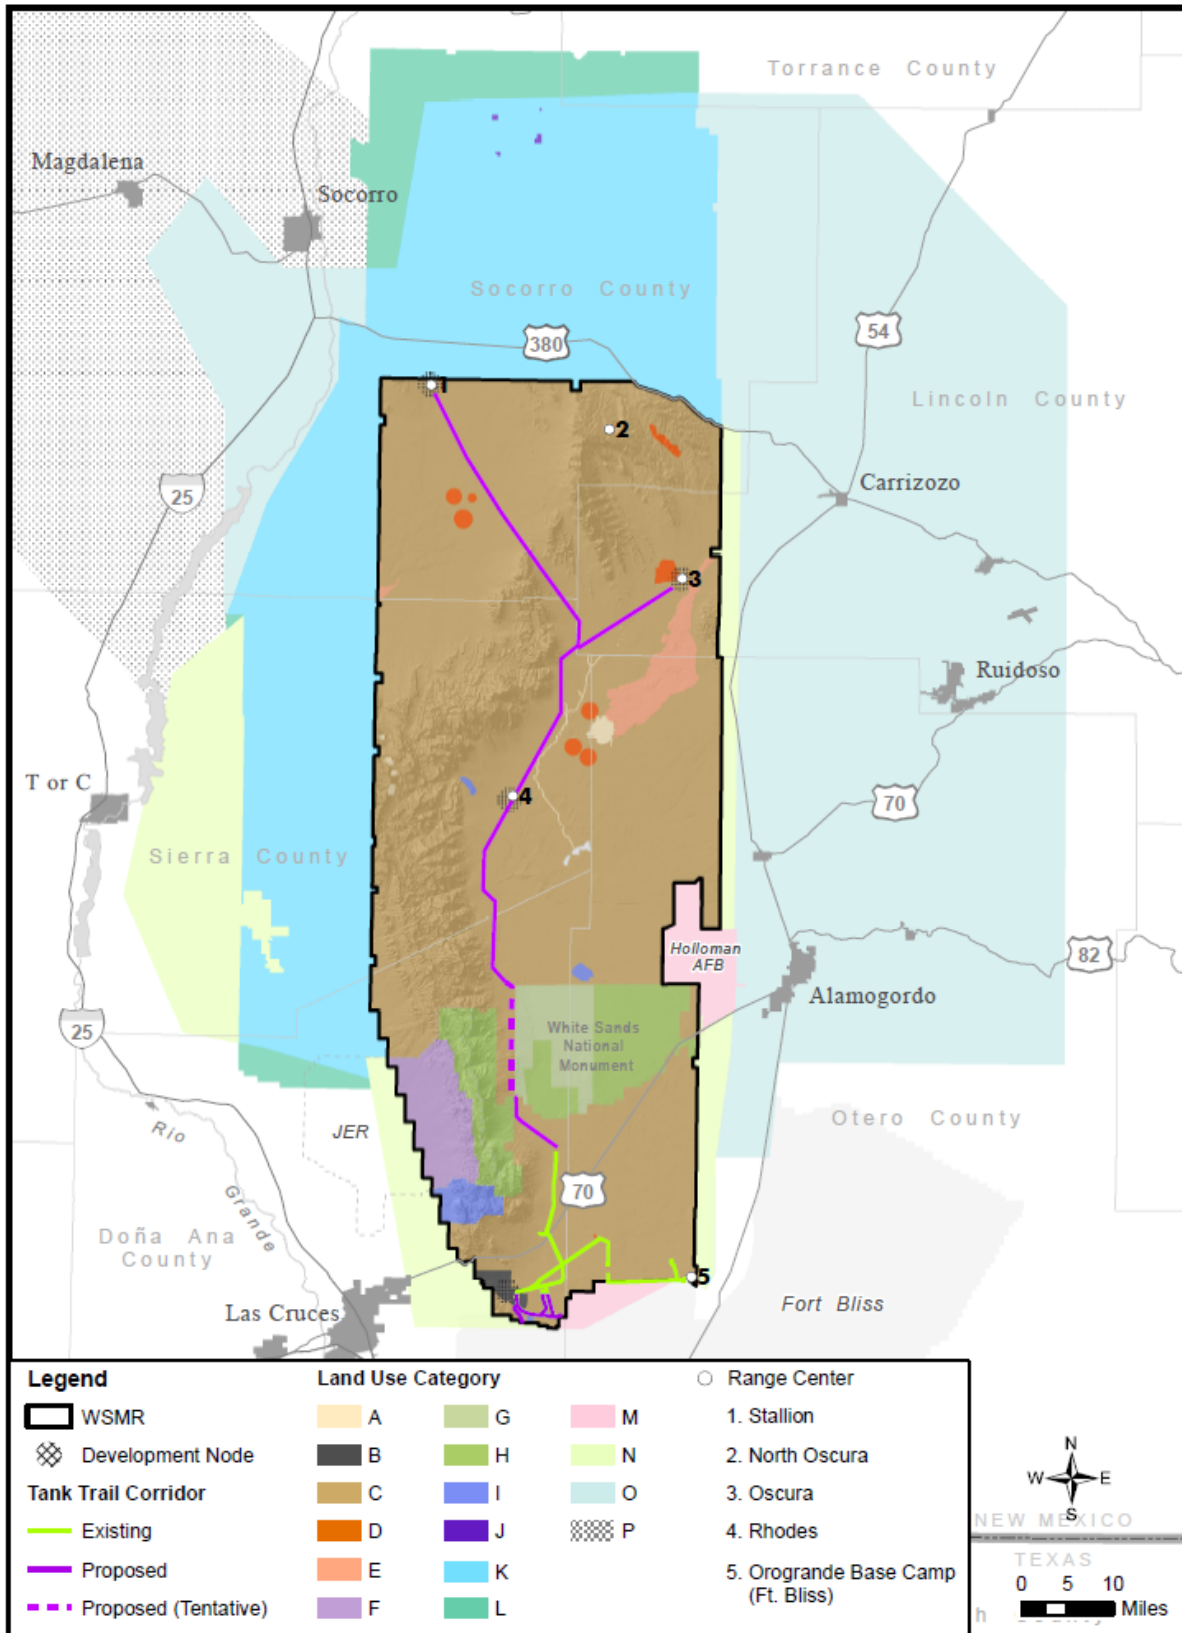 Torrance County
Magdalena
Socorro
Socorro County
380
54
Lincoln County
2
25
Carrizozo
3
Ruidoso
T or C
4
70
Sierra County
Holloman
AFB
82
Alamogordo
25
White Sands
National
Monument
Otero County
JER
Rio
Grande
70
Doña Ana
County
5
Las Cruces
Fort Bliss
Legend
WSMR
Development Node
Tank Trail Corridor
Existing
Proposed
Proposed (Tentative)
Land Use Category
A
B
C
D
E
F
G
H
I
J
K
L
M
N
O
P
Range Center
1. Stallion
2. North Oscura
3. Oscura
4. Rhodes
5. Orogrande Base Camp
(Ft. Bliss)
N
W E
S
NEW MEXICO
TEXAS
0 5 10
Miles